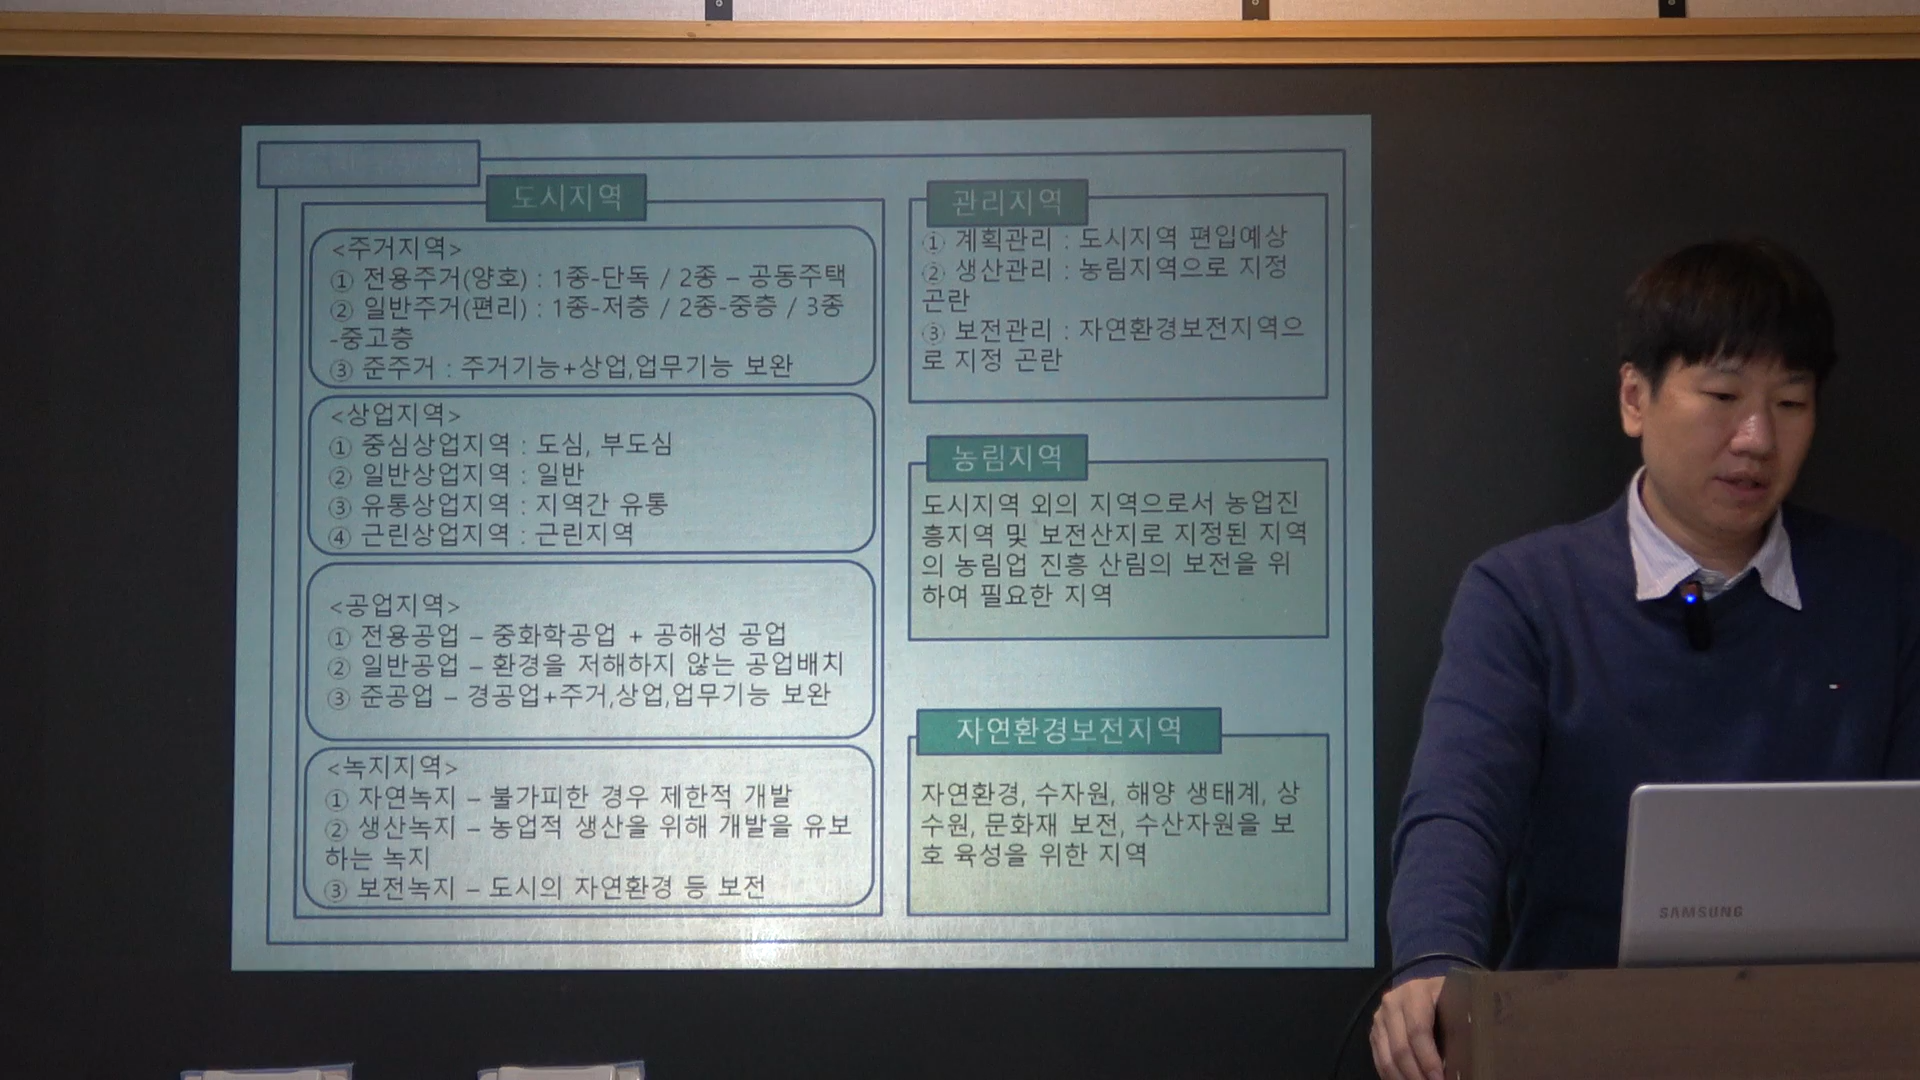 도시지역
<주거지역>
① 전용주거(양호) : 1종-단독 / 2종 – 공동주택
② 일반주거(편리) : 1종-저층 / 2종-중층 / 3종
-중고층
③ 준주거 : 주거기능+상업,업무기능 보완
<상업지역>
① 중심상업지역 : 도심, 부도심
② 일반상업지역 : 일반
③ 유통상업지역 : 지역간 유통
④ 근린상업지역 : 근린지역
<공업지역>
① 전용공업 – 중화학공업 + 공해성 공업
② 일반공업 – 환경을 저해하지 않는 공업배치
③ 준공업 – 경공업+주거,상업,업무기능 보완
<녹지지역>
① 자연녹지 – 불가피한 경우 제한적 개발
② 생산녹지 – 농업적 생산을 위해 개발을 유보
하는 녹지
③ 보전녹지 – 도시의 자연환경 등 보전
관리지역
① 계획관리 : 도시지역 편입예상
② 생산관리 : 농림지역으로 지정
곤란
③ 보전관리 : 자연환경보전지역으
로 지정 곤란
농림지역
도시지역 외의 지역으로서 농업진
흥지역 및 보전산지로 지정된 지역
의 농림업 진흥 산림의 보전을 위
하여 필요한 지역
자연환경보전지역
자연환경, 수자원, 해양 생태계, 상
수원, 문화재 보전, 수산자원을 보
호 육성을 위한 지역
SAMSUNG